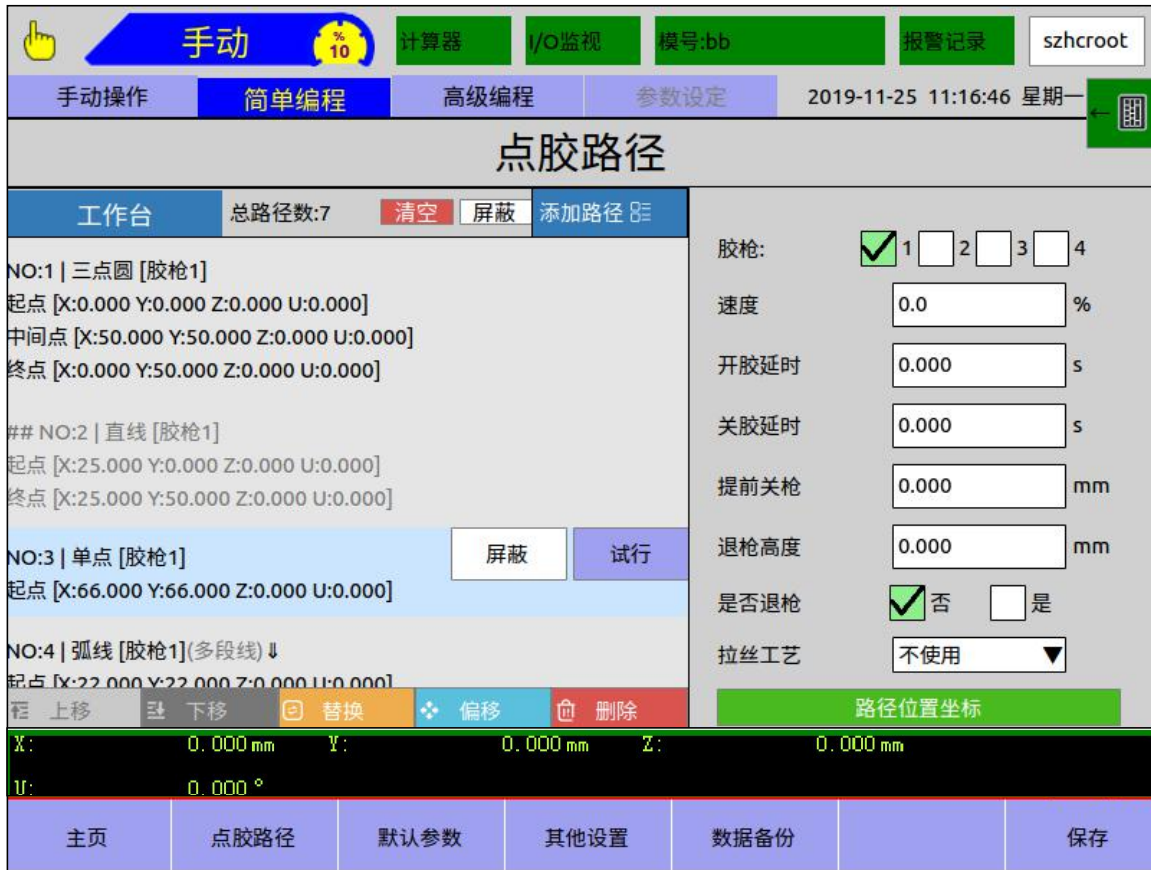 手动 % 10 计算器 I/O监视 模号:bb 报警记录 szhcroot
手动操作 简单编程 高级编程 参数设定 2019-11-25 11:16:46 星期一 ←
点胶路径
工作台 总路径数:7 清空 屏蔽 添加路径
NO:1 | 三点圆 [胶枪1]
起点 [X:0.000 Y:0.000 Z:0.000 U:0.000]
中间点 [X:50.000 Y:50.000 Z:0.000 U:0.000]
终点 [X:0.000 Y:50.000 Z:0.000 U:0.000]
## NO:2 | 直线 [胶枪1]
起点 [X:25.000 Y:0.000 Z:0.000 U:0.000]
终点 [X:25.000 Y:50.000 Z:0.000 U:0.000]
NO:3 | 单点 [胶枪1] 屏蔽 试行
起点 [X:66.000 Y:66.000 Z:0.000 U:0.000]
NO:4 | 弧线 [胶枪1](多段线)⬇
起点 [X:22.000 Y:22.000 Z:0.000 U:0.000]
上移 下移 替换 偏移 删除
胶枪: 1 2 3 4
速度 0.0 %
开胶延时 0.000 s
关胶延时 0.000 s
提前关枪 0.000 mm
退枪高度 0.000 mm
是否退枪 否 是
拉丝工艺 不使用
路径位置坐标
X: 0.000 mm Y: 0.000 mm Z: 0.000 mm
U: 0.000 °
主页 点胶路径 默认参数 其他设置 数据备份 保存